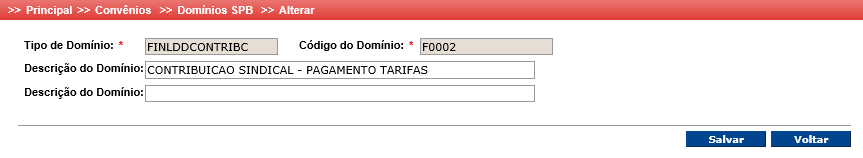 >> Principal >> Convênios >> Domínios SPB >> Alterar
Tipo de Domínio: * FINLDDCONTRIBC Código do Domínio: * F0002
Descrição do Domínio: CONTRIBUICAO SINDICAL - PAGAMENTO TARIFAS
Descrição do Domínio:
Salvar Voltar